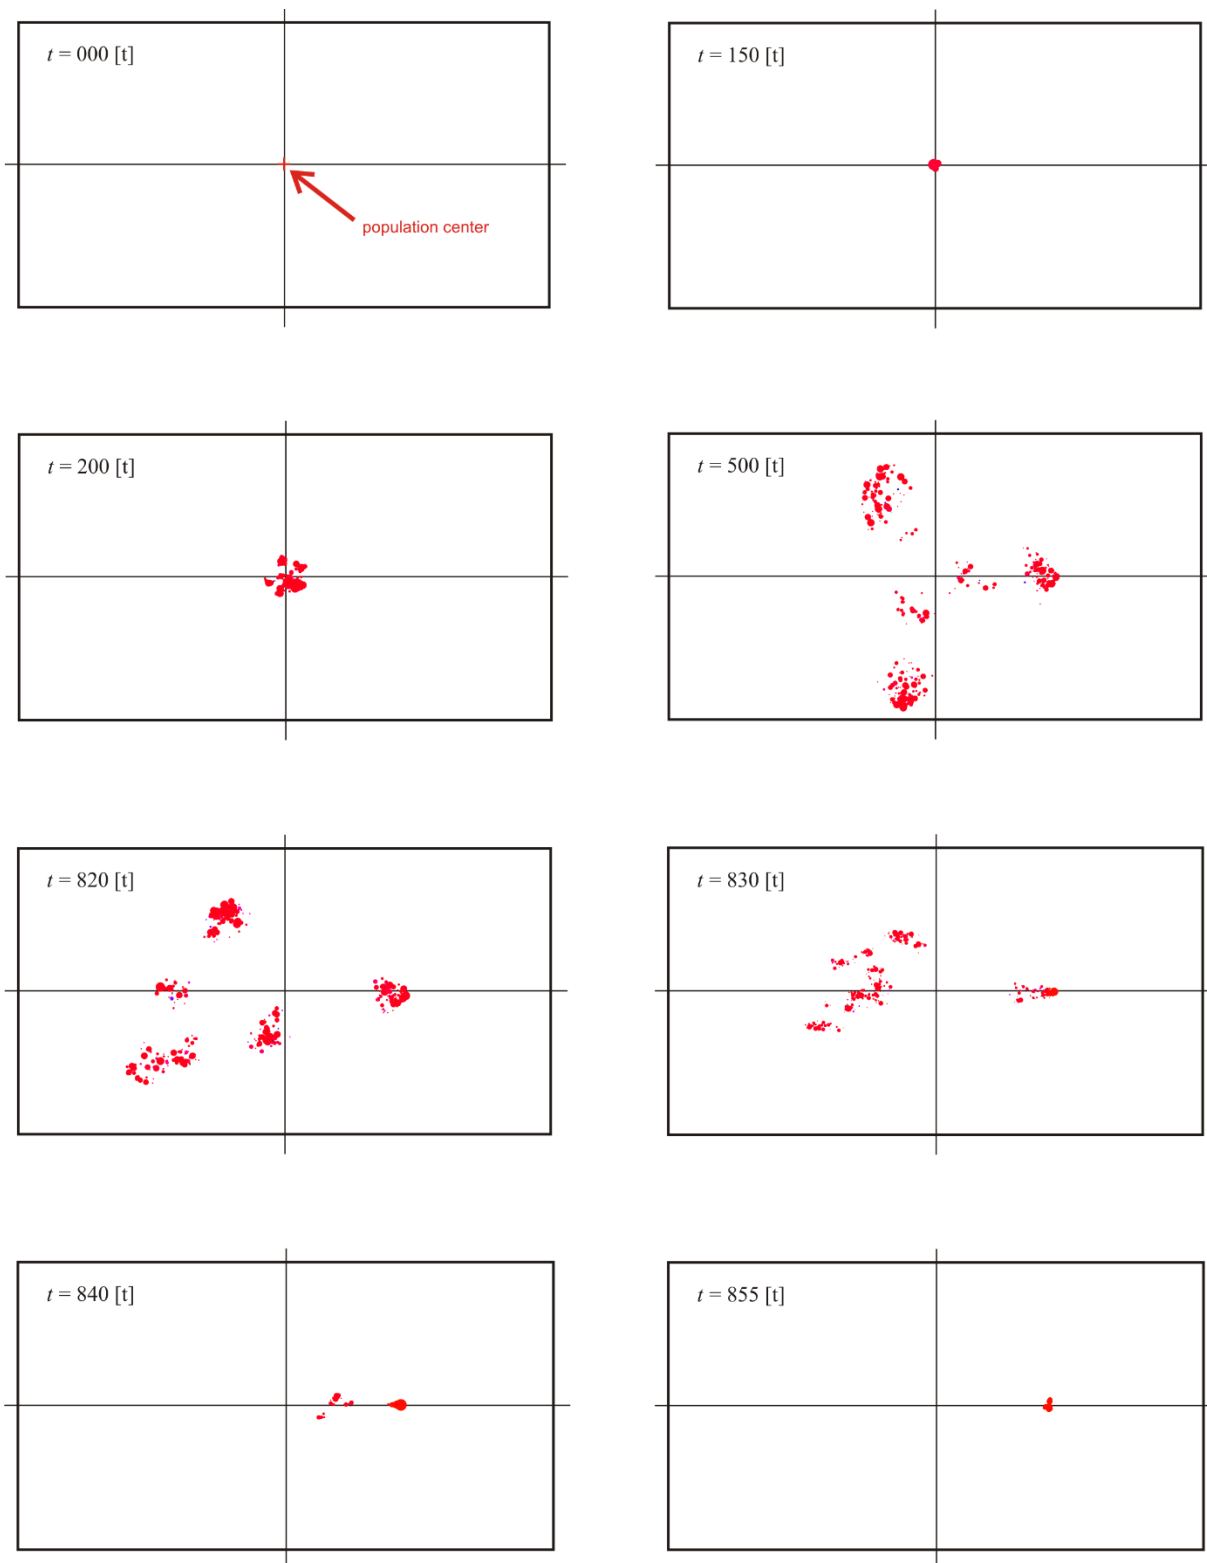 t = 000 [t]
population center
t = 150 [t]
t = 200 [t]
t = 500 [t]
t = 820 [t]
t = 830 [t]
t = 840 [t]
t = 855 [t]